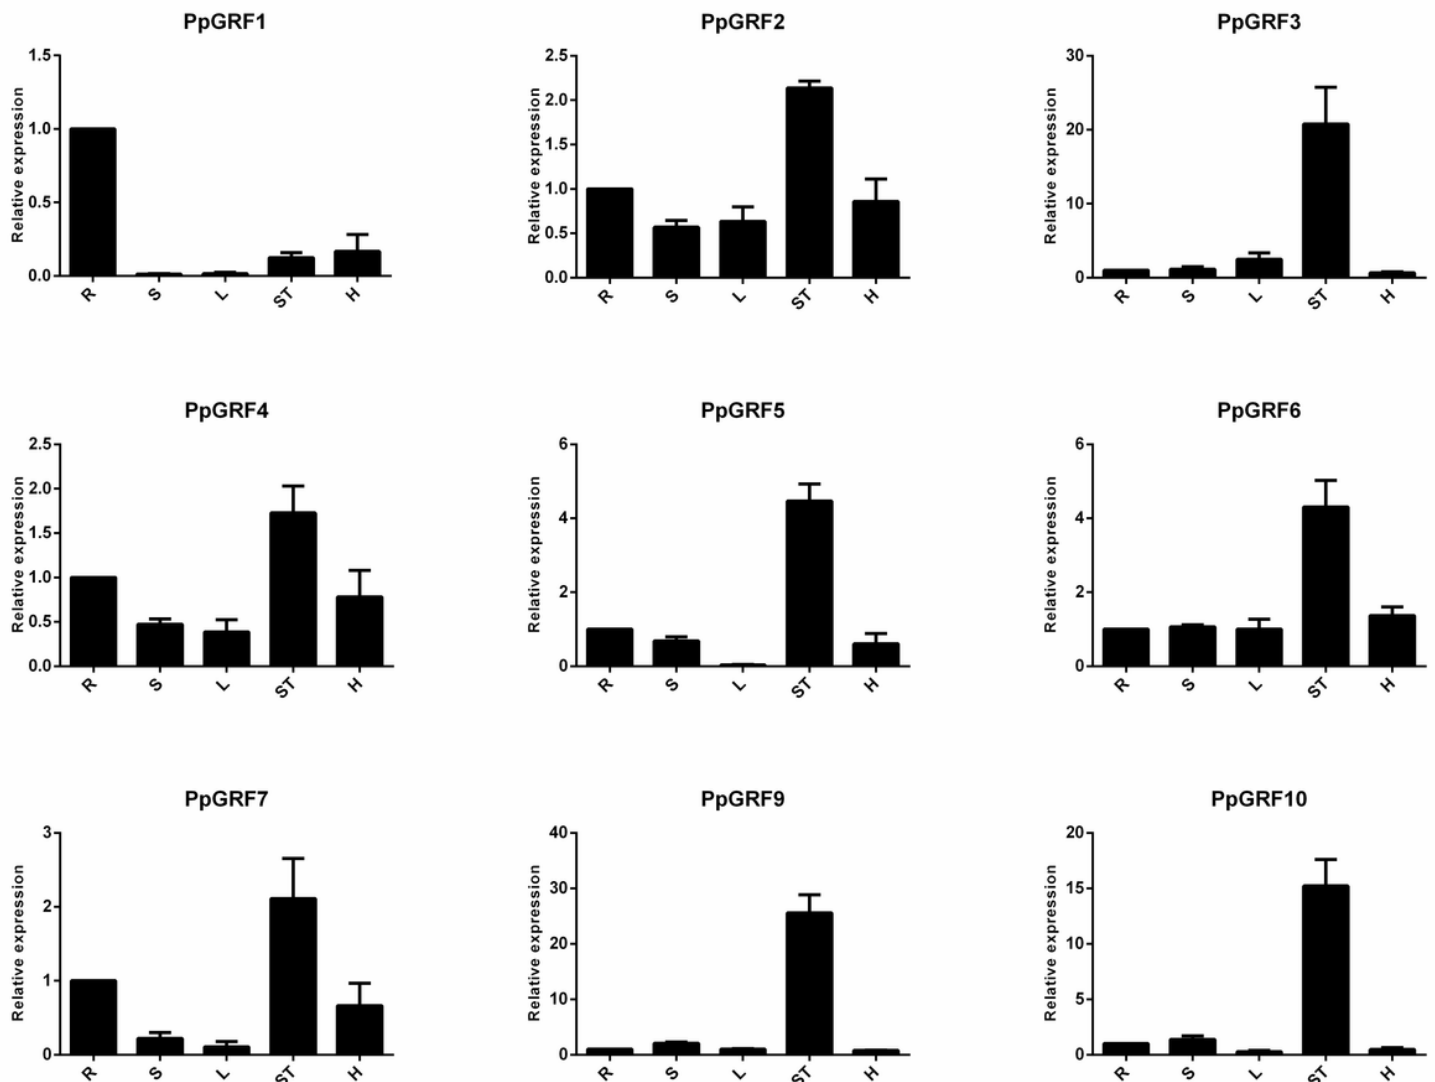 PpGRF1
PpGRF2
PpGRF3
Relative expression
1.5
1.0
0.5
0.0
R
S
L
ST
H
Relative expression
2.5
2.0
1.5
1.0
0.5
0.0
R
S
L
ST
H
Relative expression
30
20
10
0
R
S
L
ST
H
PpGRF4
PpGRF5
PpGRF6
Relative expression
2.5
2.0
1.5
1.0
0.5
0.0
R
S
L
ST
H
Relative expression
6
4
2
0
R
S
L
ST
H
Relative expression
6
4
2
0
R
S
L
ST
H
PpGRF7
PpGRF9
PpGRF10
Relative expression
3
2
1
0
R
S
L
ST
H
Relative expression
40
30
20
10
0
R
S
L
ST
H
Relative expression
20
15
10
5
0
R
S
L
ST
H